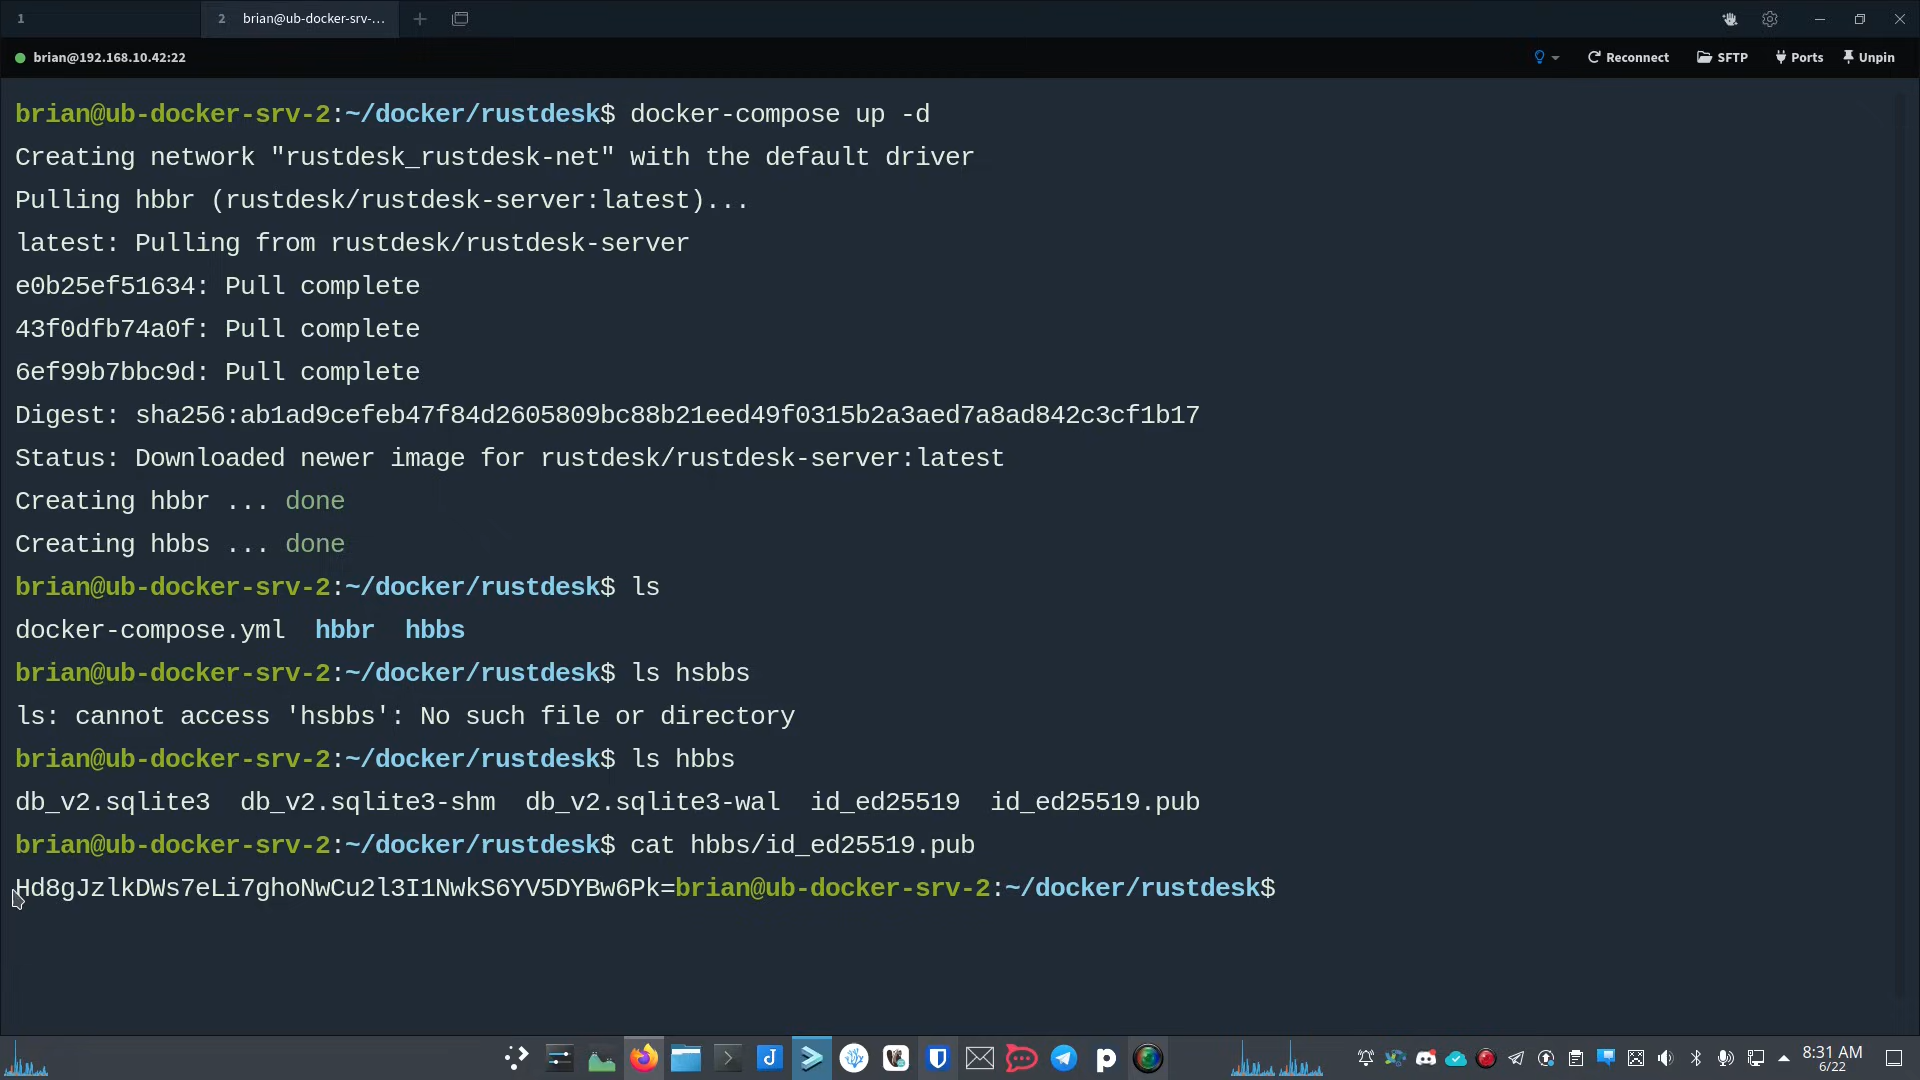 1
2 brian@ub-docker-srv-...
brian@192.168.10.42:22
Reconnect SFTP Ports Unpin
brian@ub-docker-srv-2:~/docker/rustdesk$ docker-compose up -d
Creating network "rustdesk_rustdesk-net" with the default driver
Pulling hbbr (rustdesk/rustdesk-server:latest)...
latest: Pulling from rustdesk/rustdesk-server
e0b25ef51634: Pull complete
43f0dfb74a0f: Pull complete
6ef99b7bbc9d: Pull complete
Digest: sha256:ab1ad9cefeb47f84d2605809bc88b21eed49f0315b2a3aed7a8ad842c3cf1b17
Status: Downloaded newer image for rustdesk/rustdesk-server:latest
Creating hbbr ... done
Creating hbbs ... done
brian@ub-docker-srv-2:~/docker/rustdesk$ ls
docker-compose.yml hbbr hbbs
brian@ub-docker-srv-2:~/docker/rustdesk$ ls hsbbs
ls: cannot access 'hsbbs': No such file or directory
brian@ub-docker-srv-2:~/docker/rustdesk$ ls hbbs
db_v2.sqlite3 db_v2.sqlite3-shm db_v2.sqlite3-wal id_ed25519 id_ed25519.pub
brian@ub-docker-srv-2:~/docker/rustdesk$ cat hbbs/id_ed25519.pub
Hd8gJzlkDWs7eLi7ghoNwCu2l3I1NwkS6YV5DYBw6Pk=brian@ub-docker-srv-2:~/docker/rustdesk$
8:31 AM
6/22